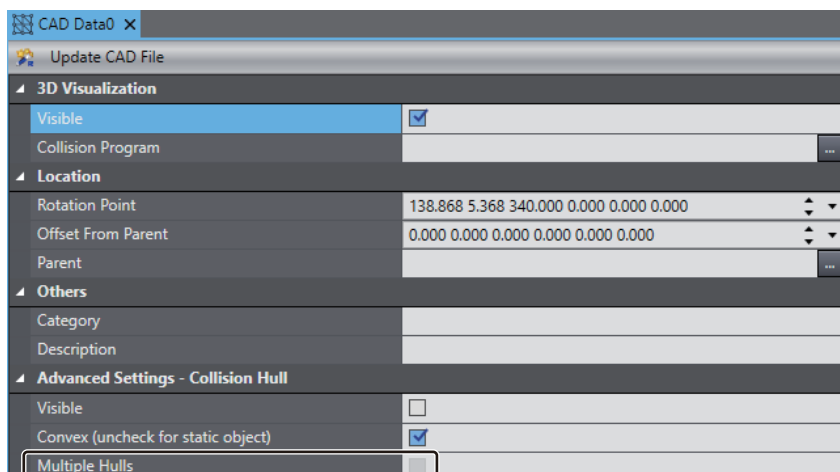 CAD Data0
Update CAD File
3D Visualization
Visible
Collision Program ...
Location
Rotation Point 138.868 5.368 340.000 0.000 0.000 0.000
Offset From Parent 0.000 0.000 0.000 0.000 0.000 0.000
Parent ...
Others
Category
Description
Advanced Settings - Collision Hull
Visible
Convex (uncheck for static object)
Multiple Hulls